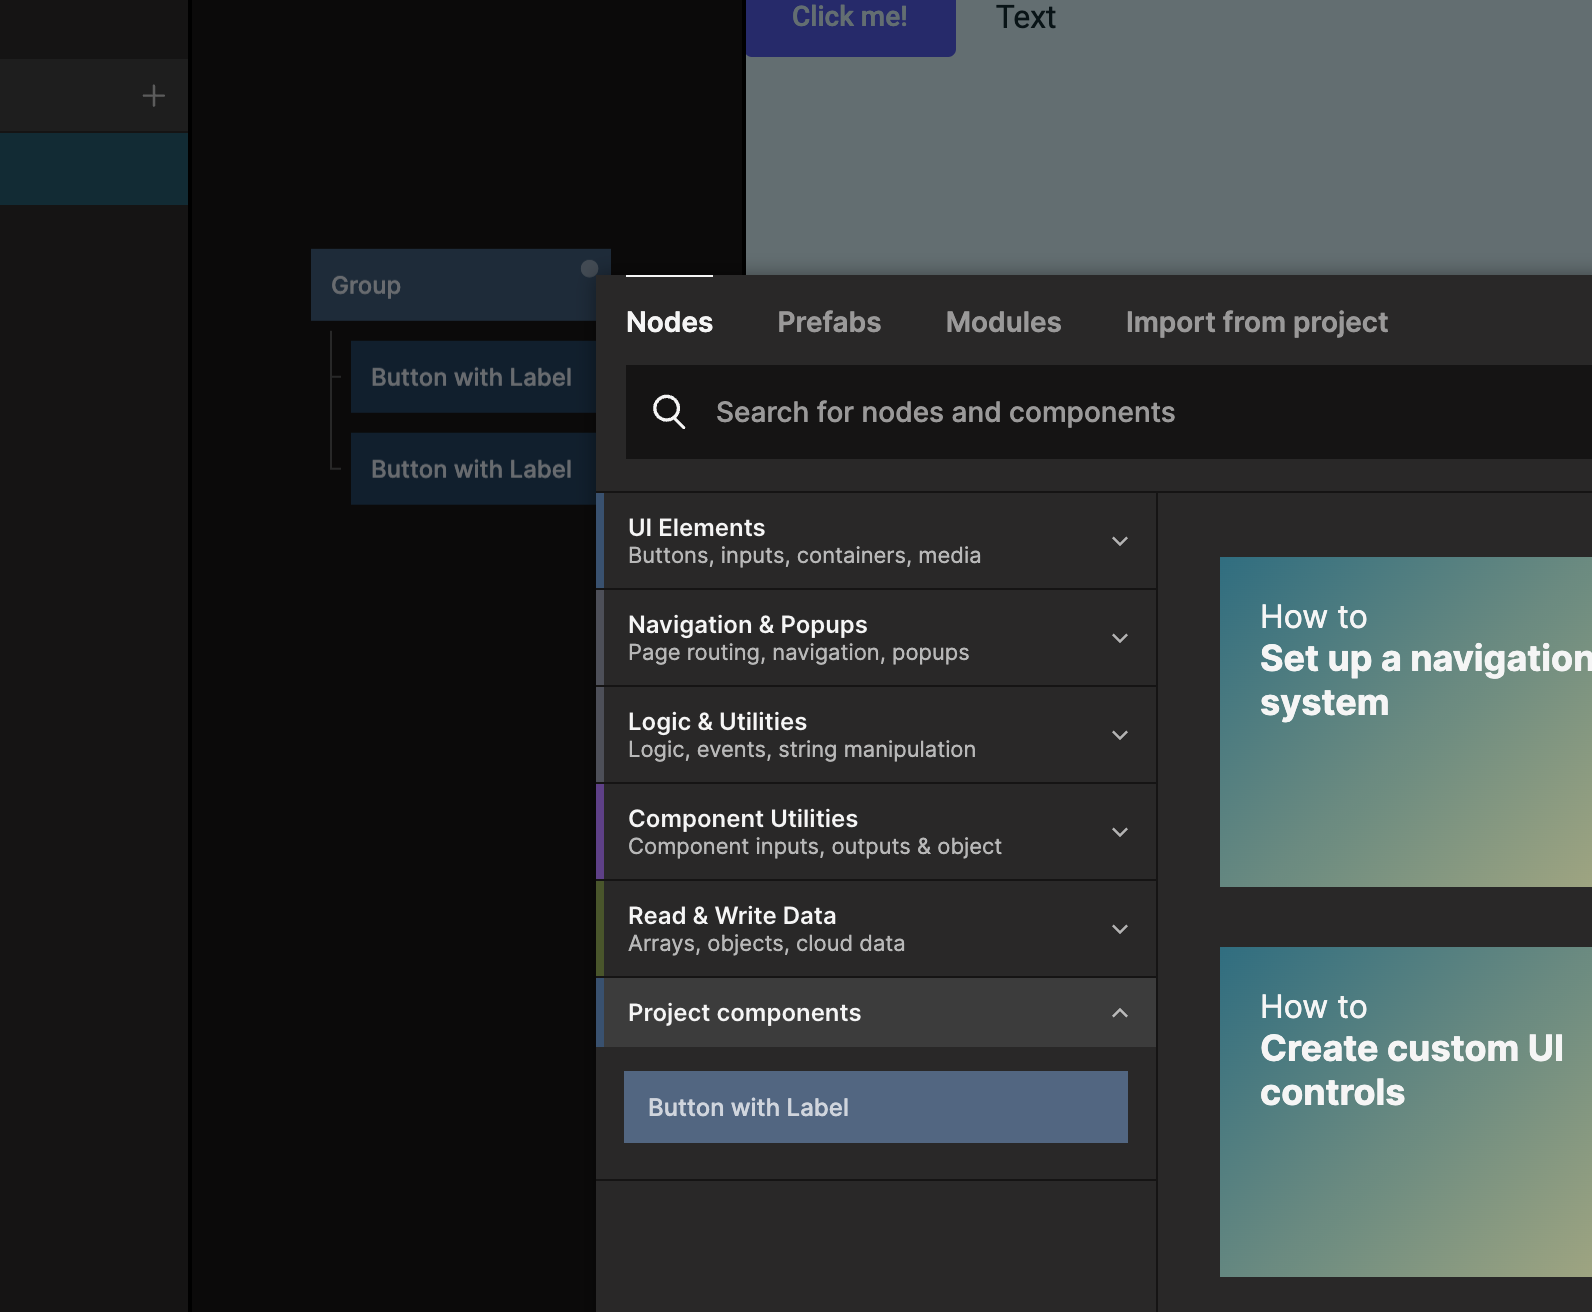 Click me!
Text
Group
Button with Label
Button with Label
Nodes
Prefabs
Modules
Import from project
Search for nodes and components
UI Elements
Buttons, inputs, containers, media
Navigation & Popups
Page routing, navigation, popups
Logic & Utilities
Logic, events, string manipulation
Component Utilities
Component inputs, outputs & object
Read & Write Data
Arrays, objects, cloud data
Project components
Button with Label
How to
Set up a navigation
system
How to
Create custom UI
controls